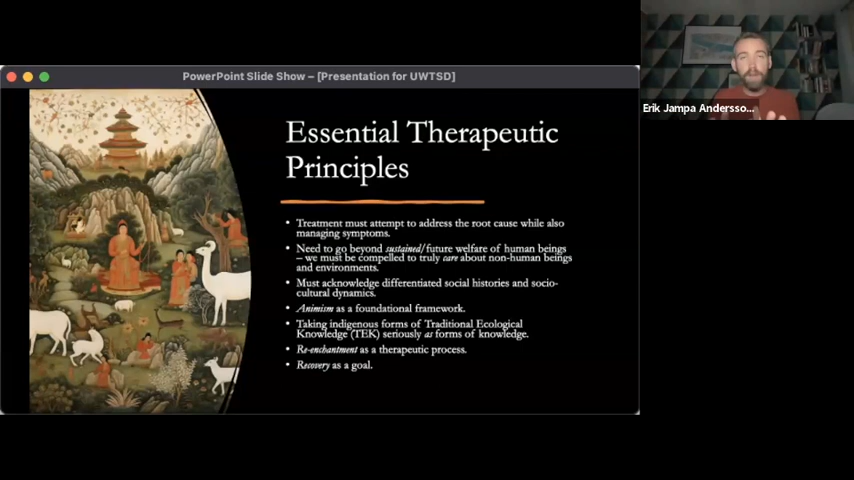 PowerPoint Slide Show – [Presentation for UWTSD]
Erik Jampa Andersso...
Essential Therapeutic
Principles
• Treatment must attempt to address the root cause while also
managing symptoms.
• Need to go beyond sustained/future welfare of human beings
– we must be compelled to truly care about non-human beings
and environments.
• Must acknowledge differentiated social histories and socio-
cultural dynamics.
• Animism as a foundational framework.
• Taking indigenous forms of Traditional Ecological
Knowledge (TEK) seriously as forms of knowledge.
• Re-enchantment as a therapeutic process.
• Recovery as a goal.